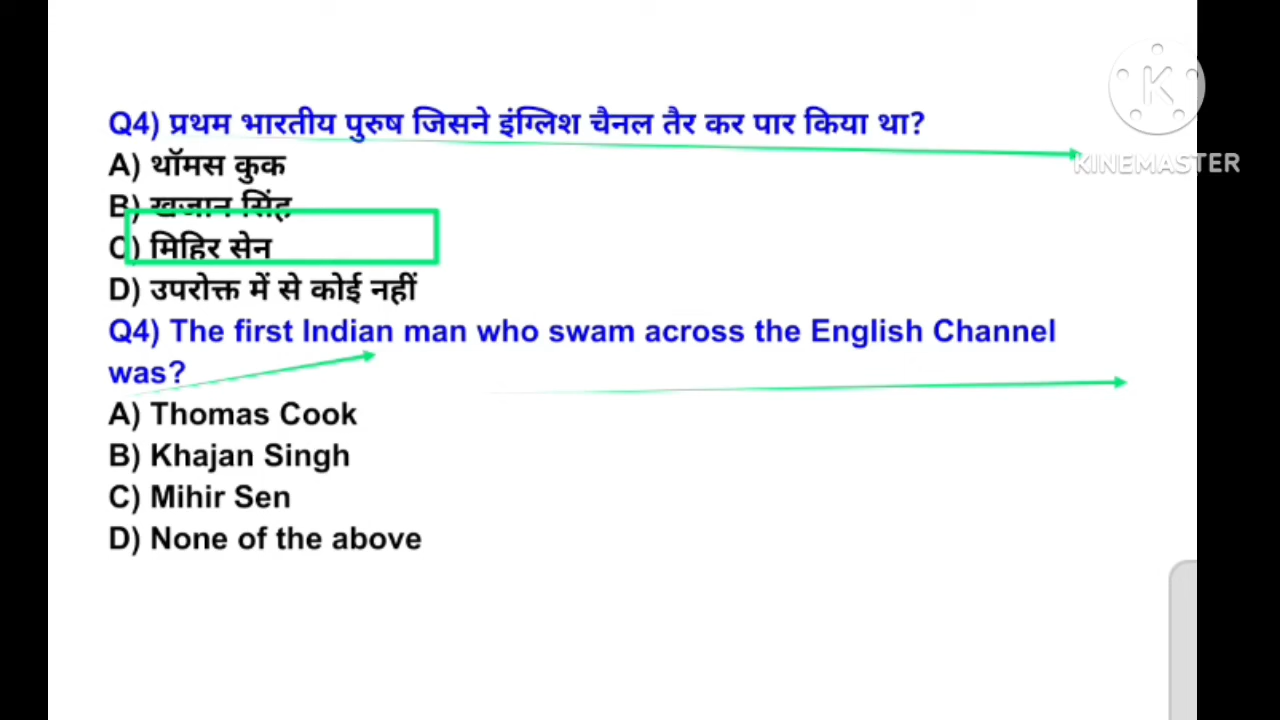 Q4) प्रथम भारतीय पुरुष जिसने इंग्लिश चैनल तैर कर पार किया था?
A) थॉमस कुक
B) खजान सिंह
C) मिहिर सेन
D) उपरोक्त में से कोई नहीं
Q4) The first Indian man who swam across the English Channel
was?
A) Thomas Cook
B) Khajan Singh
C) Mihir Sen
D) None of the above
K
KINEMASTER